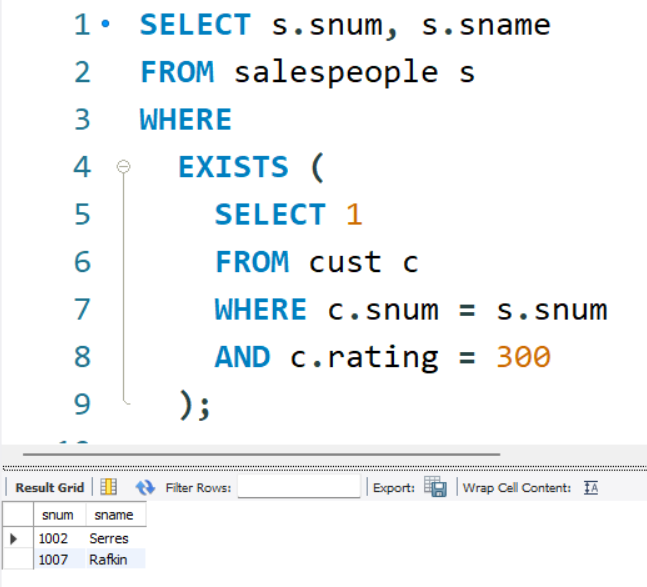 1 SELECT s.snum, s.sname
2 FROM salespeople s
3 WHERE
4 EXISTS (
5 SELECT 1
6 FROM cust c
7 WHERE c.snum = s.snum
8 AND c.rating = 300
9 );
Result Grid Filter Rows: Export: Wrap Cell Content: IA
snum sname
1002 Serres
1007 Rafkin